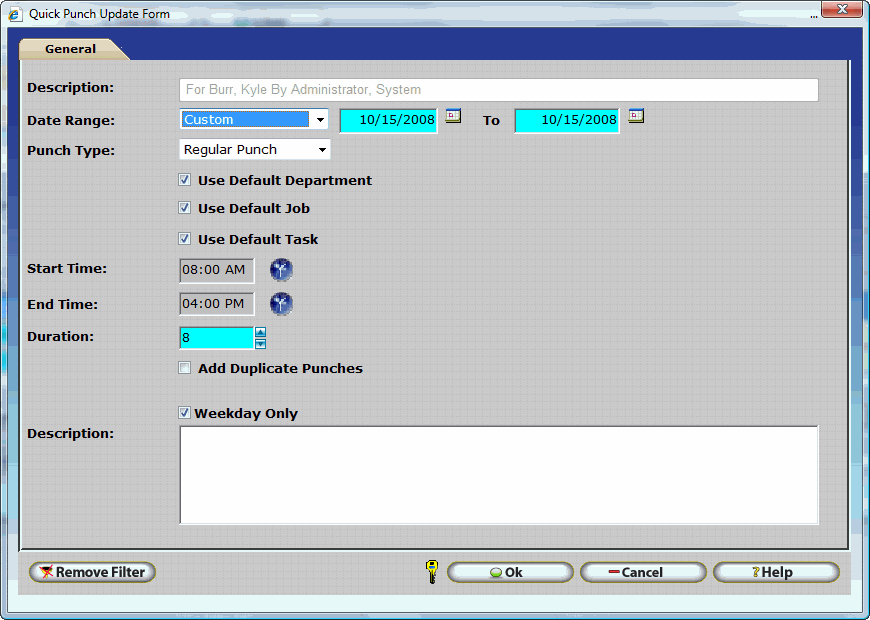 Quick Punch Update Form
General
Description: For Burr, Kyle By Administrator, System
Date Range: Custom 10/15/2008 To 10/15/2008
Punch Type: Regular Punch
Use Default Department
Use Default Job
Use Default Task
Start Time: 08:00 AM
End Time: 04:00 PM
Duration: 8
Add Duplicate Punches
Weekday Only
Description:
Remove Filter Ok Cancel ?Help